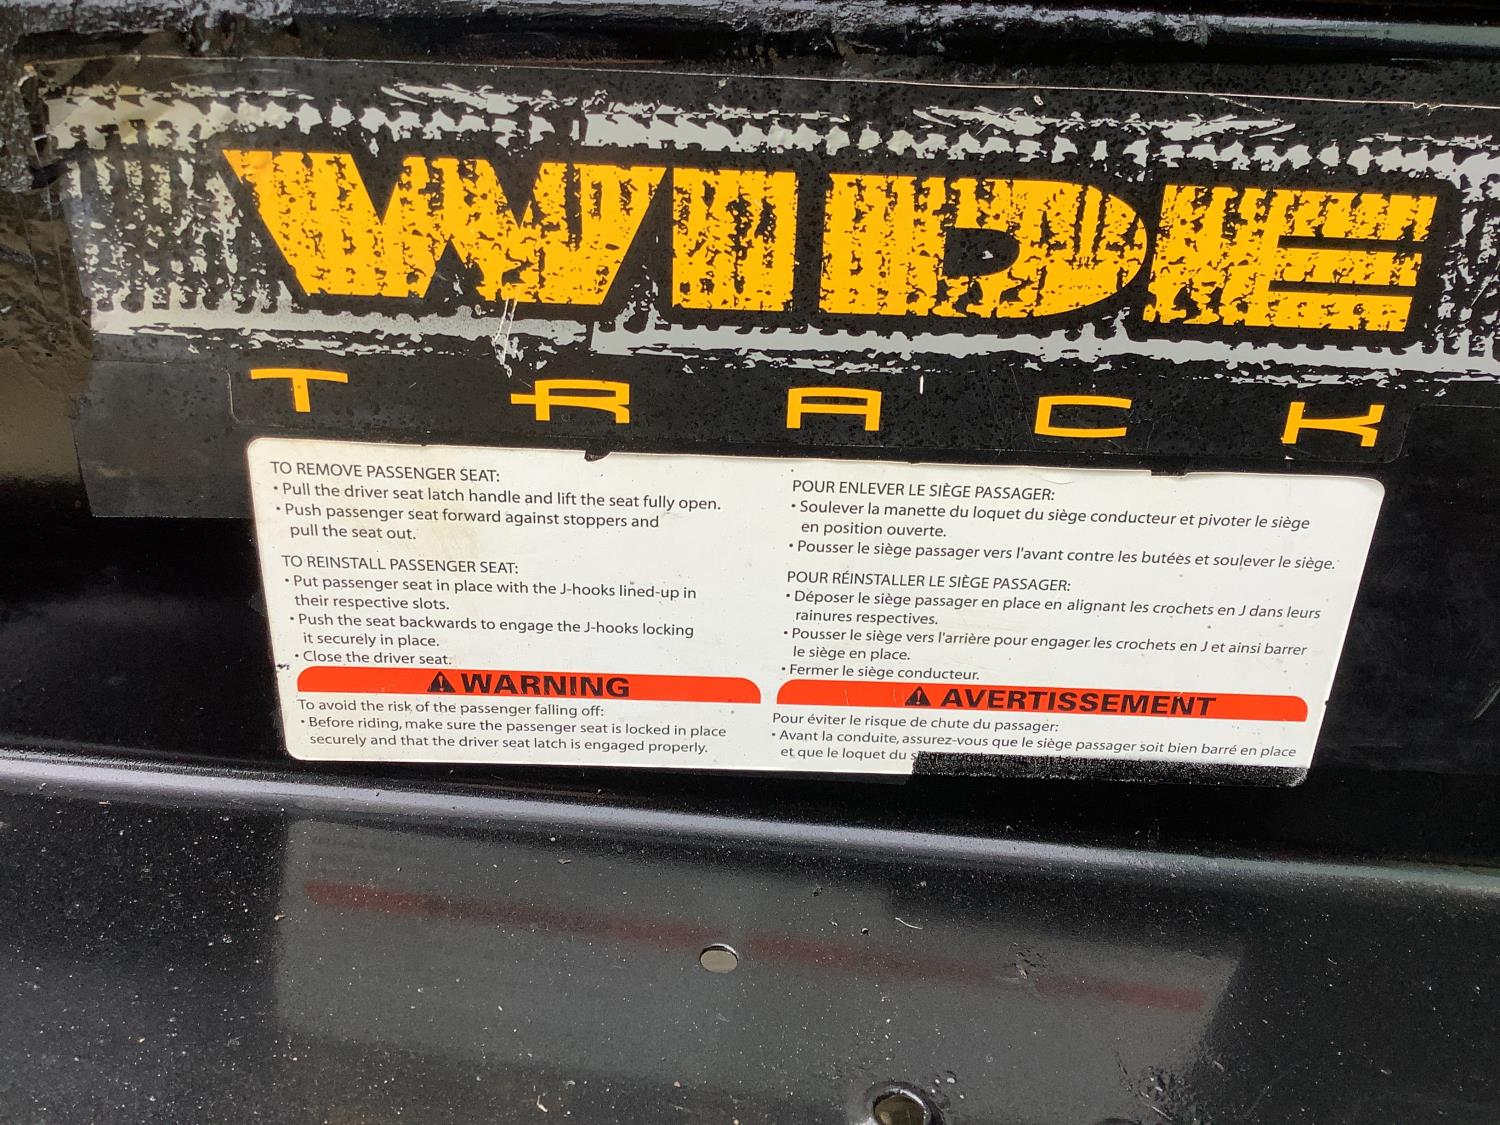 WIDE
TRACK
TO REMOVE PASSENGER SEAT:
• Pull the driver seat latch handle and lift the seat fully open.
• Push passenger seat forward against stoppers and
pull the seat out.
TO REINSTALL PASSENGER SEAT:
• Put passenger seat in place with the J-hooks lined-up in
their respective slots.
• Push the seat backwards to engage the J-hooks locking
it securely in place.
• Close the driver seat.
WARNING
To avoid the risk of the passenger falling off:
• Before riding, make sure the passenger seat is locked in place
securely and that the driver seat latch is engaged properly.
POUR ENLEVER LE SIÈGE PASSAGER:
• Soulever la manette du loquet du siège conducteur et pivoter le siège
en position ouverte.
• Pousser le siège passager vers l'avant contre les butées et soulever le siège.
POUR RÉINSTALLER LE SIÈGE PASSAGER:
• Déposer le siège passager en place en alignant les crochets en J dans leurs
rainures respectives.
• Pousser le siège vers l'arrière pour engager les crochets en J et ainsi barrer
le siège en place.
• Fermer le siège conducteur.
AVERTISSEMENT
Pour éviter le risque de chute du passager:
• Avant la conduite, assurez-vous que le siège passager soit bien barré en place
et que le loquet du